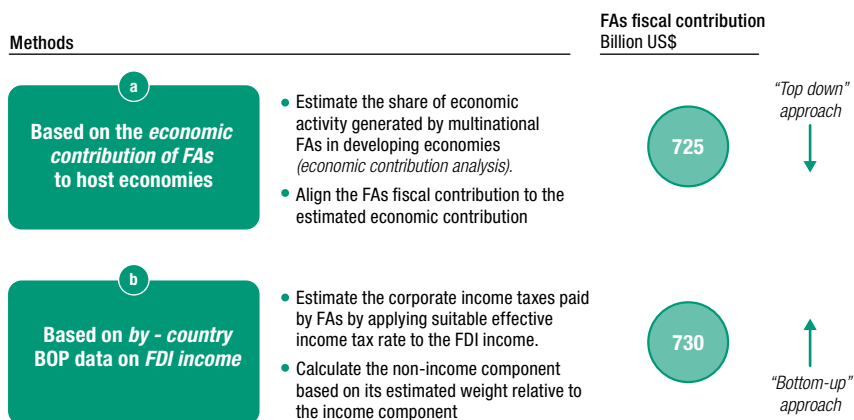 FAs fiscal contribution
Methods
Billion US$
a
Based on the economic
contribution of FAs
to host economies
• Estimate the share of economic
activity generated by multinational
FAs in developing economies
(economic contribution analysis).
• Align the FAs fiscal contribution to the
estimated economic contribution
725
“Top down”
approach
b
Based on by - country
BOP data on FDI income
• Estimate the corporate income taxes paid
by FAs by applying suitable effective
income tax rate to the FDI income.
• Calculate the non-income component
based on its estimated weight relative to
the income component
730
“Bottom-up”
approach